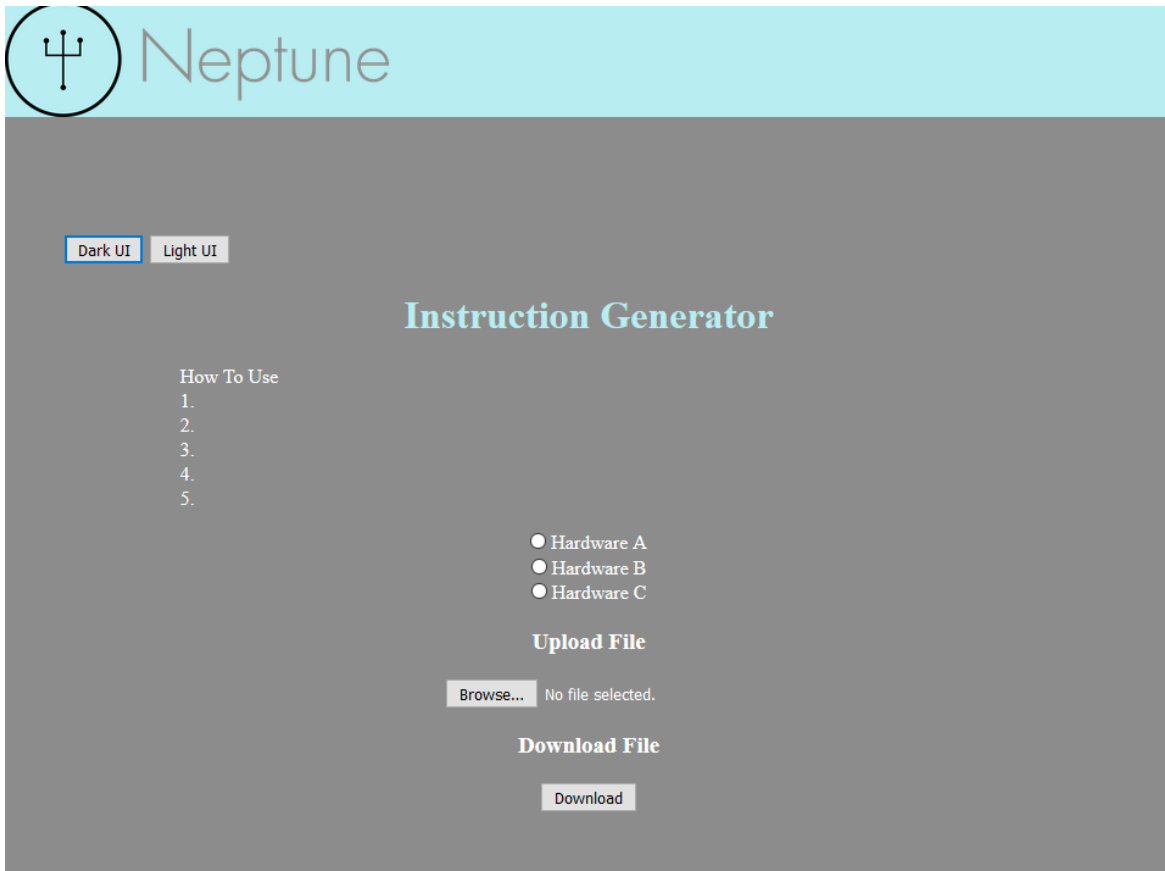 Neptune
Dark UI Light UI
Instruction Generator
How To Use
1.
2.
3.
4.
5.
Hardware A
Hardware B
Hardware C
Upload File
Browse... No file selected.
Download File
Download